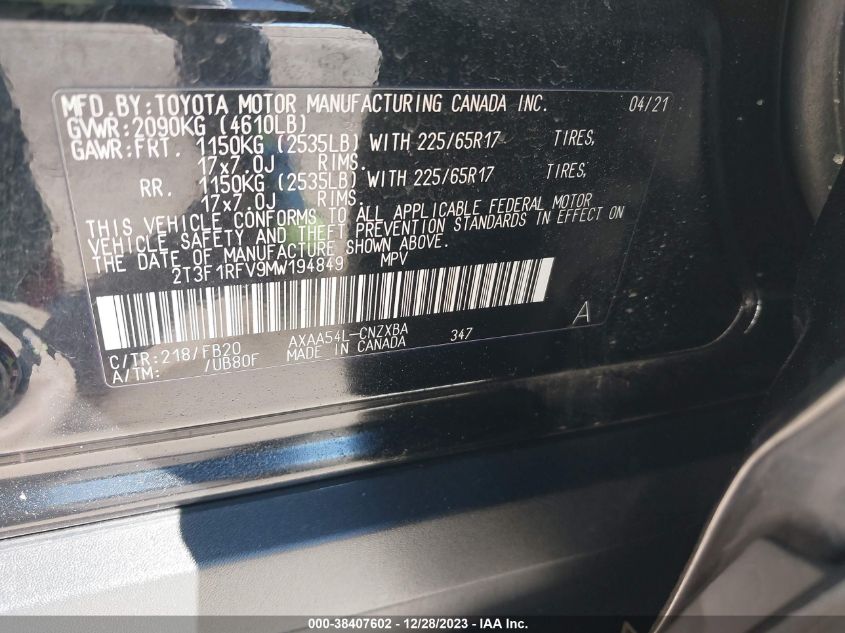 MFD.BY:TOYOTA MOTOR MANUFACTURING CANADA INC. 04/21
GVWR:2090KG (4610LB)
GAWR:FRT. 1150KG (2535LB) WITH 225/65R17 TIRES,
17x7.0J RIMS.
RR. 1150KG (2535LB) WITH 225/65R17 TIRES,
17x7.0J RIMS.
THIS VEHICLE CONFORMS TO ALL APPLICABLE FEDERAL MOTOR
VEHICLE SAFETY AND THEFT PREVENTION STANDARDS IN EFFECT ON
THE DATE OF MANUFACTURE SHOWN ABOVE.
2T3F1RFV9MW194849 MPV
A
C/TR:218/FB20 AXAA54L-CNZXBA 347
A/TM: /UB80F MADE IN CANADA
000-38407602 — 12/28/2023 — IAA Inc.